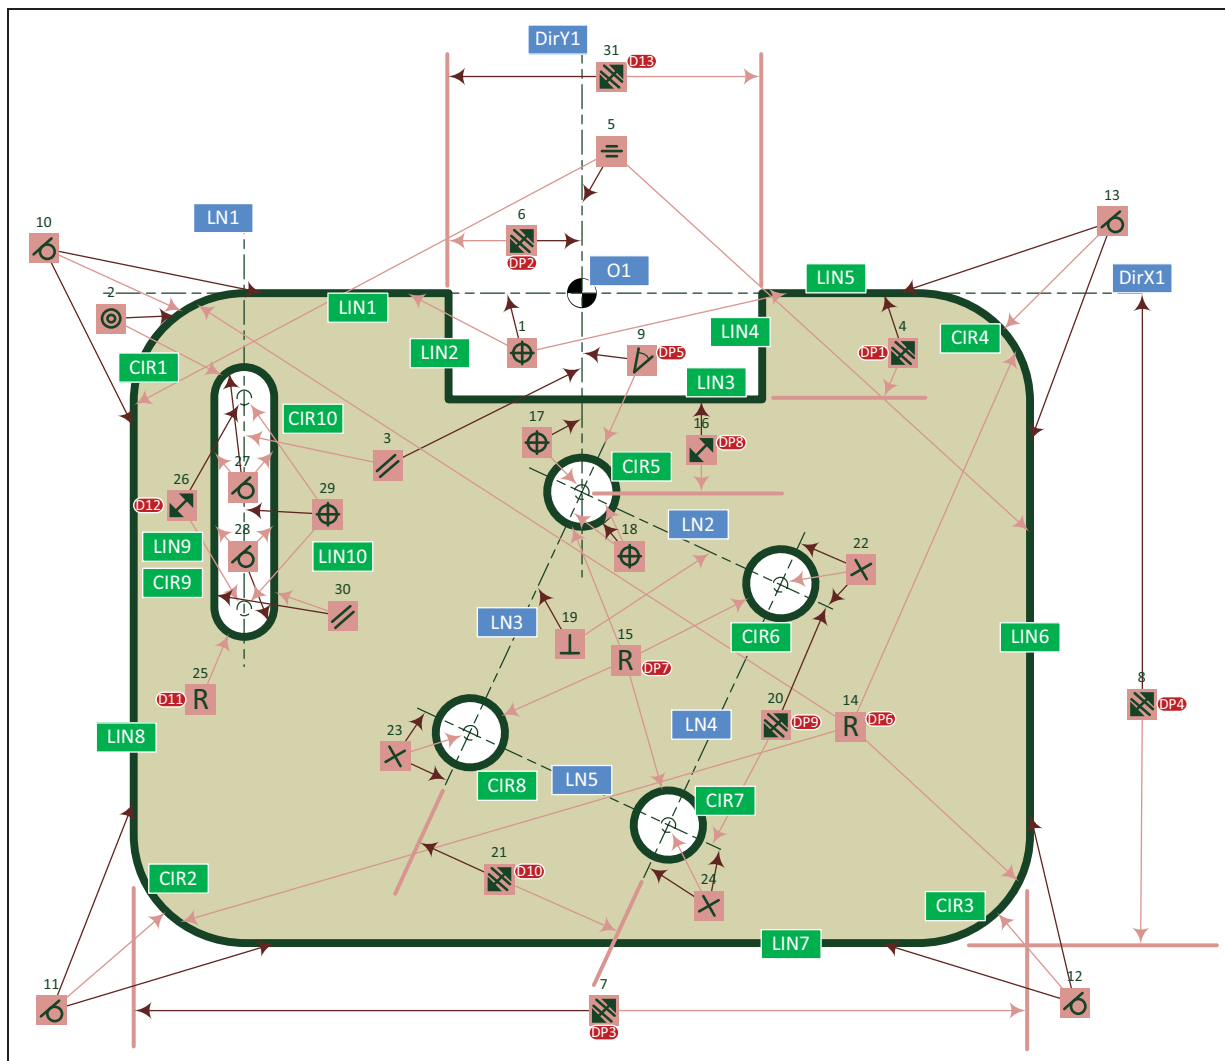 DirY1
31
D13
5
13
10
LN1
6
DP2
O1
DirX1
2
LIN1
LIN5
1
LIN2
LIN4
9
DP5
4
DP1
CIR4
CIR1
LIN3
CIR10
17
16
DP8
3
CIR5
27
26
D12
29
LN2
18
LIN9
28
LIN10
22
CIR9
30
LN3
19
15
R
DP7
CIR6
LIN6
25
D11
R
8
DP4
LIN8
23
LN4
20
DP9
14
R
DP6
CIR8
LN5
CIR7
21
D10
24
CIR2
CIR3
LIN7
11
7
DP3
12